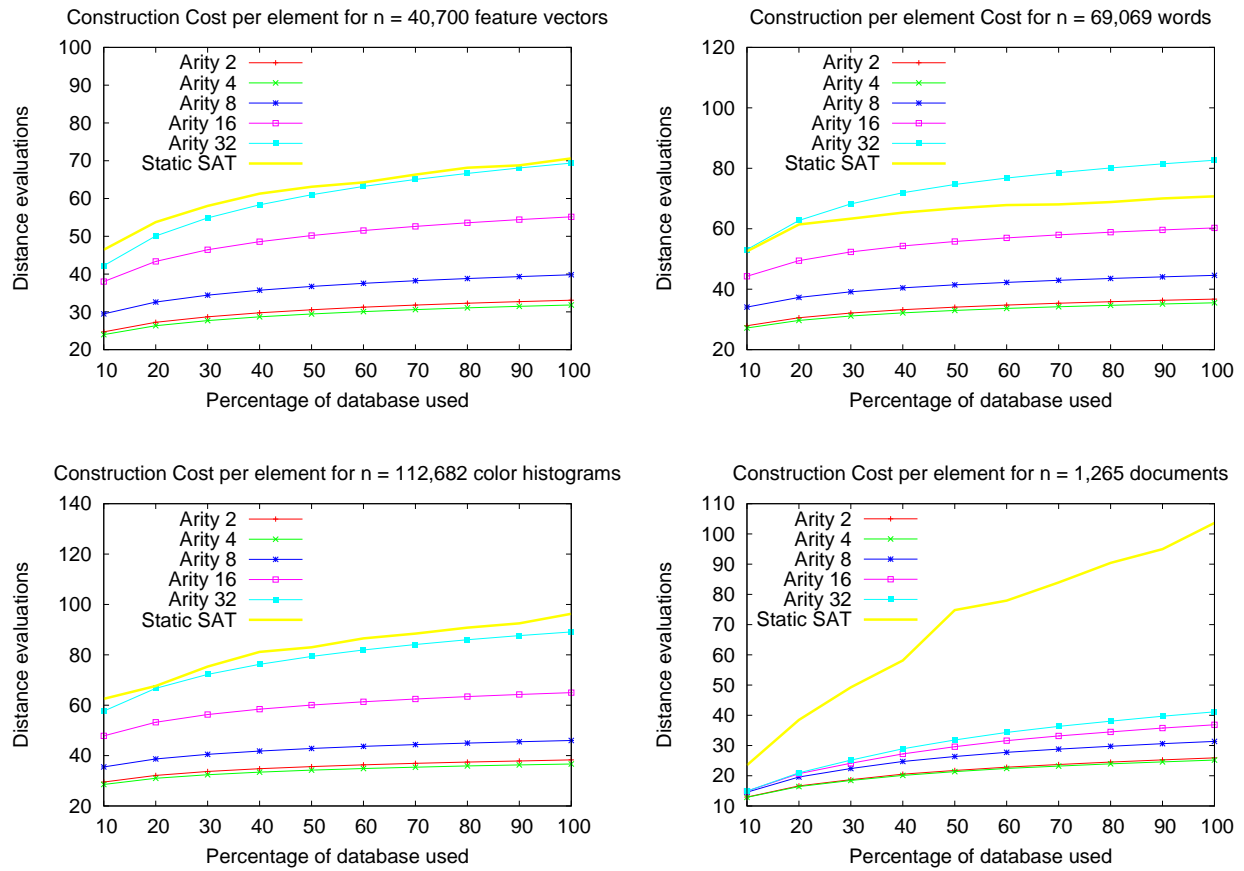 Construction Cost per element for n = 40,700 feature vectors
100
90
80
70
60
50
40
30
20
10 20 30 40 50 60 70 80 90 100
Distance evaluations
Percentage of database used
Arity 2
Arity 4
Arity 8
Arity 16
Arity 32
Static SAT
Construction per element Cost for n = 69,069 words
120
100
80
60
40
20
10 20 30 40 50 60 70 80 90 100
Distance evaluations
Percentage of database used
Arity 2
Arity 4
Arity 8
Arity 16
Arity 32
Static SAT
Construction Cost per element for n = 112,682 color histograms
140
120
100
80
60
40
20
10 20 30 40 50 60 70 80 90 100
Distance evaluations
Percentage of database used
Arity 2
Arity 4
Arity 8
Arity 16
Arity 32
Static SAT
Construction Cost per element for n = 1,265 documents
110
100
90
80
70
60
50
40
30
20
10
10 20 30 40 50 60 70 80 90 100
Distance evaluations
Percentage of database used
Arity 2
Arity 4
Arity 8
Arity 16
Arity 32
Static SAT